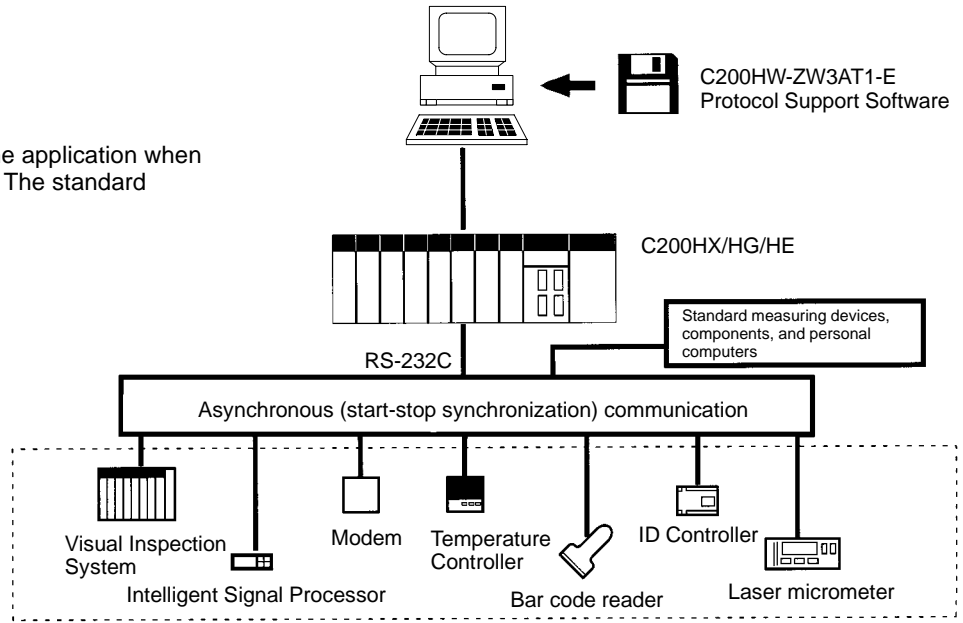 C200HW-ZW3AT1-E
Protocol Support Software
e application when
The standard
C200HX/HG/HE
Standard measuring devices,
components, and personal
computers
RS-232C
Asynchronous (start-stop synchronization) communication
Visual Inspection
System
Intelligent Signal Processor
Modem
Temperature
Controller
Bar code reader
ID Controller
Laser micrometer